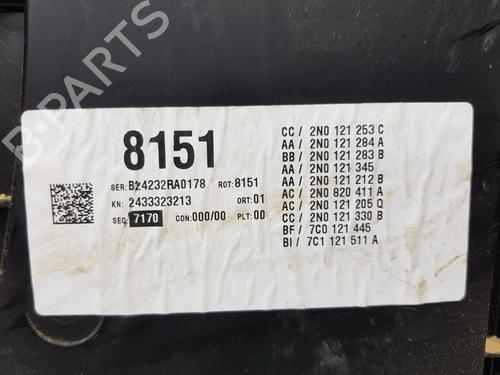 B-PARTS
8151
SER: BZ4232RA0178 ROT: 8151
KN: 2433323213 ORT: 01
SEQ: 7170 CON: 000/00 PLT: 00
CC/ 2N0 121 253 C
AA/ 2N0 121 284 A
BB/ 2N0 121 283 B
AA/ 2N0 121 345
AA/ 2N0 121 212 B
AC/ 2N0 820 411 A
AC/ 2N0 121 205 Q
CC/ 2N0 121 330 B
BF/ 7C0 121 445
BI/ 7C1 121 511 A